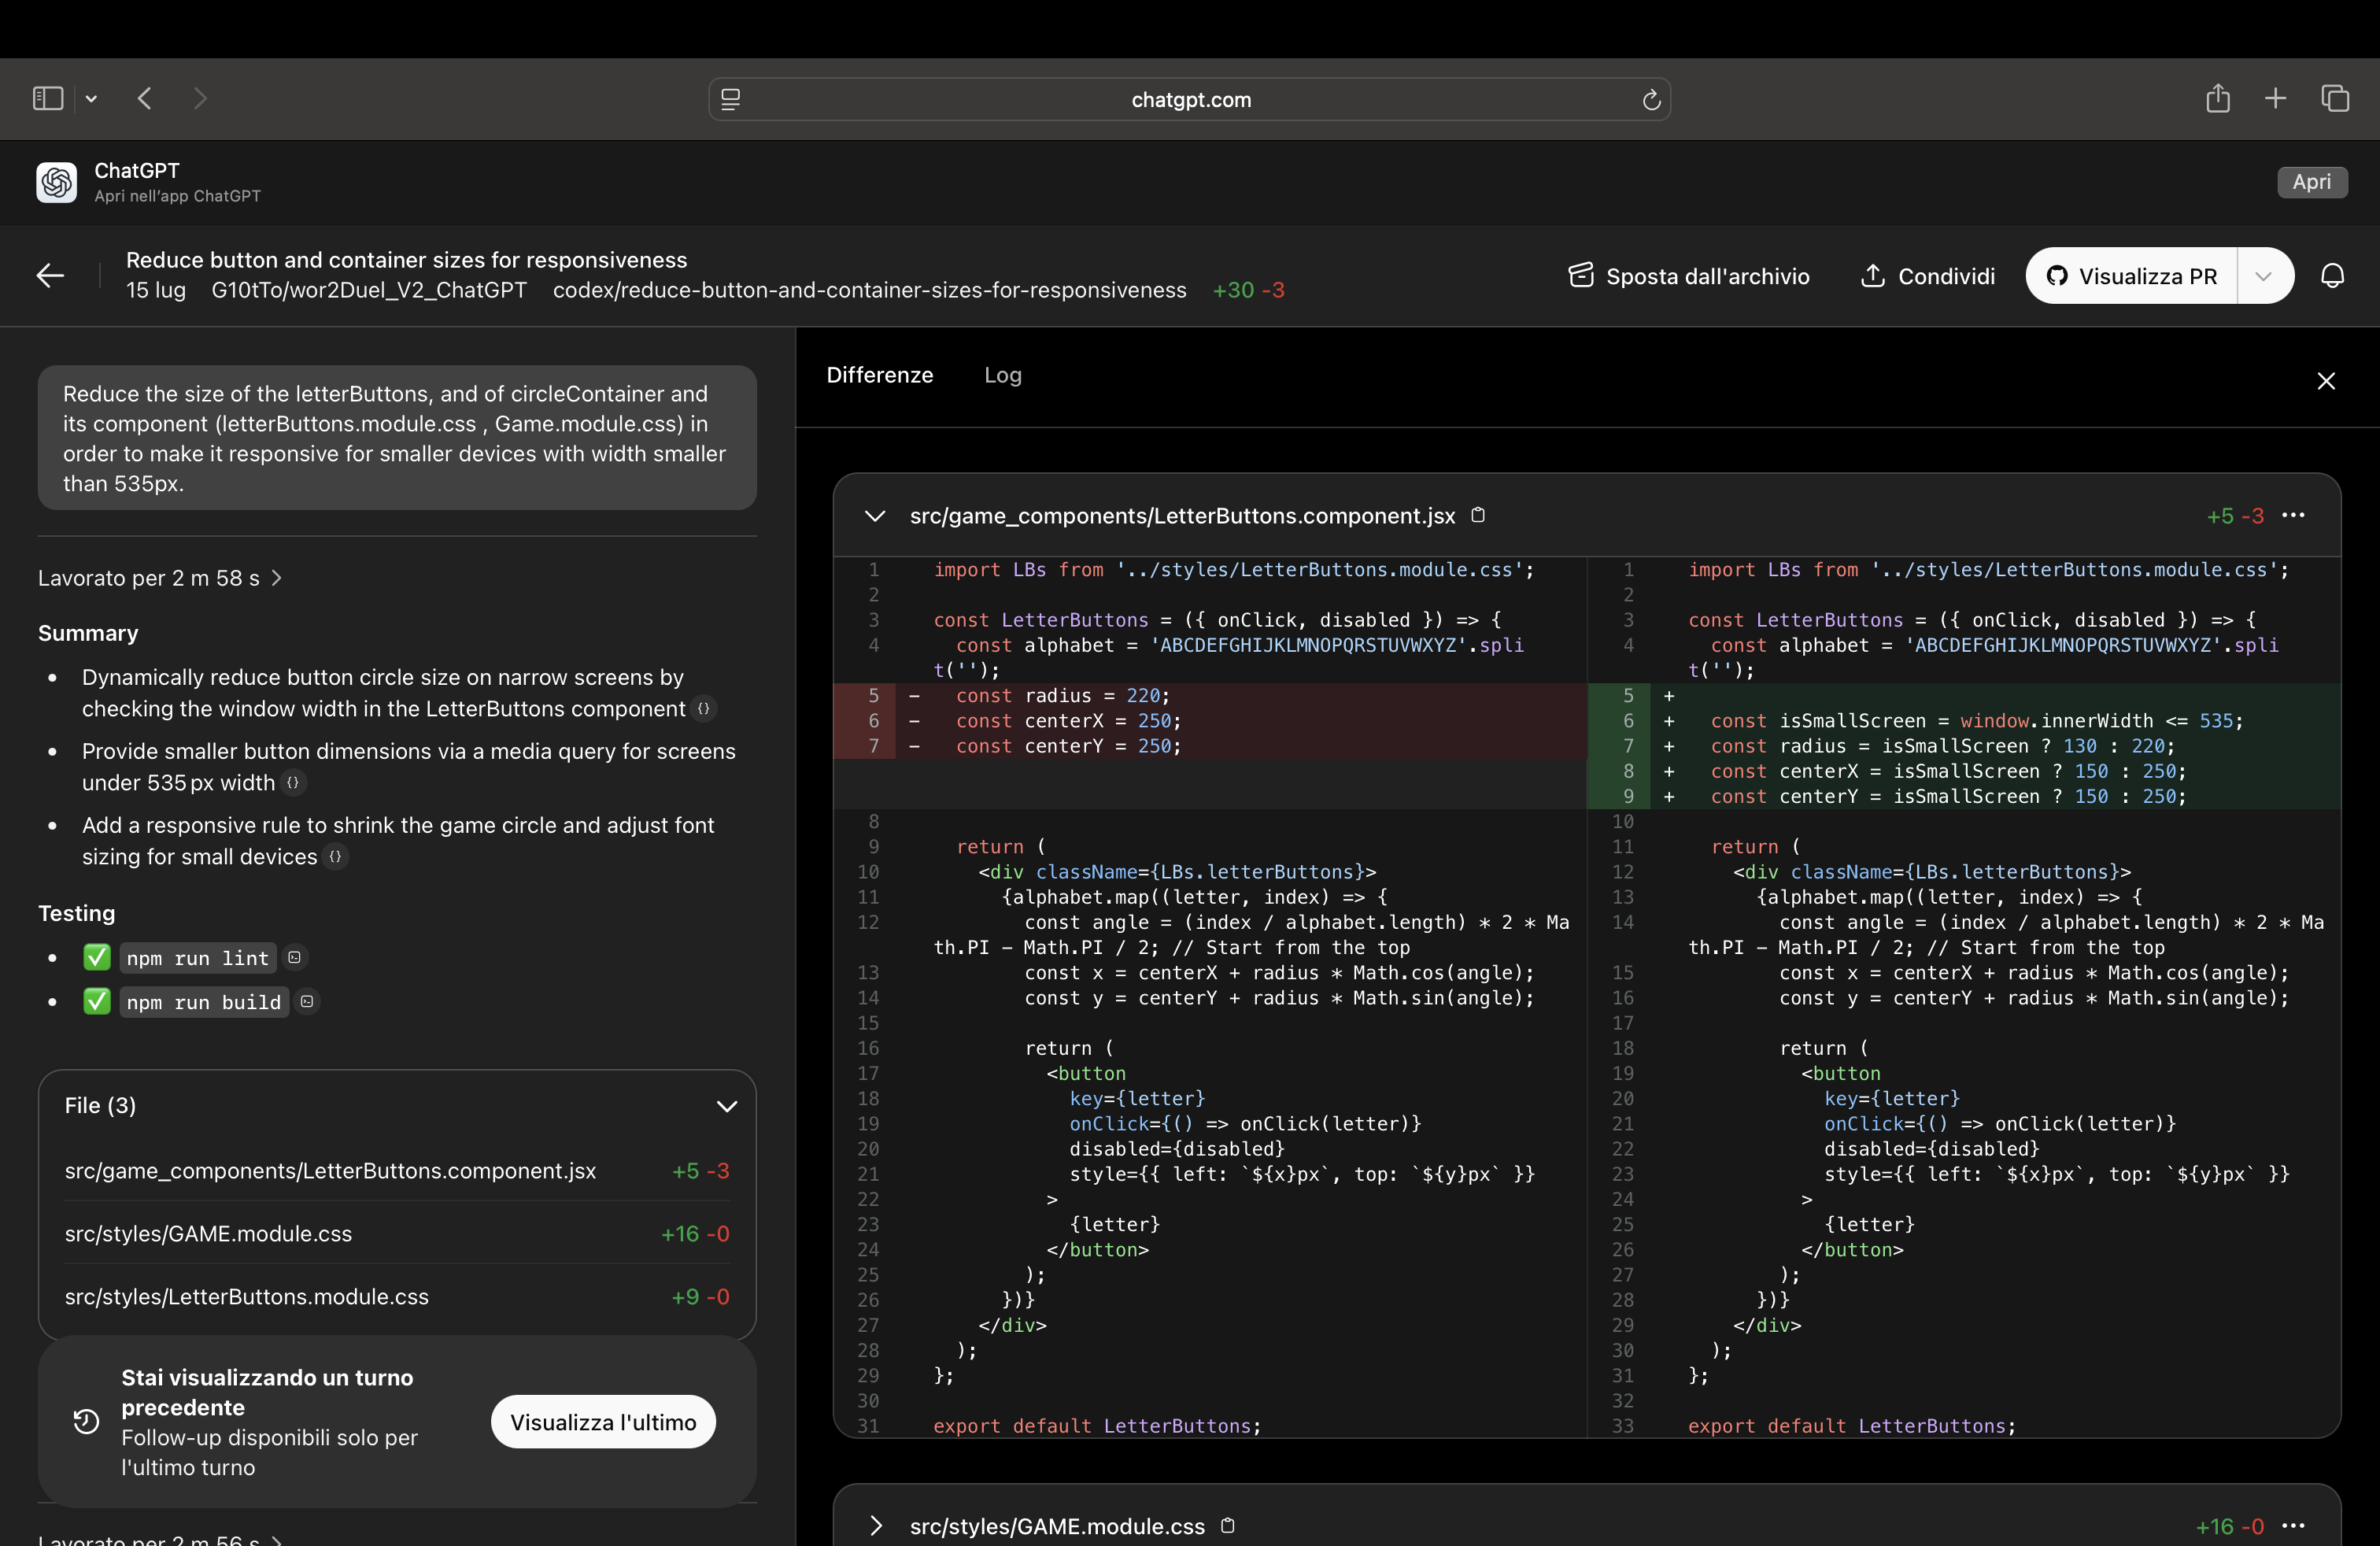 chatgpt.com
ChatGPT
Apri nell'app ChatGPT
Apri
Reduce button and container sizes for responsiveness
15 lug G10tTo/wor2Duel_V2_ChatGPT codex/reduce-button-and-container-sizes-for-responsiveness +30 -3
Sposta dall'archivio
Condividi
Visualizza PR
Reduce the size of the letterButtons, and of circleContainer and
its component (letterButtons.module.css , Game.module.css) in
order to make it responsive for smaller devices with width smaller
than 535px.
Lavorato per 2 m 58 s
Summary
• Dynamically reduce button circle size on narrow screens by
checking the window width in the LetterButtons component {}
• Provide smaller button dimensions via a media query for screens
under 535 px width {}
• Add a responsive rule to shrink the game circle and adjust font
sizing for small devices {}
Testing
• ✅ npm run lint
• ✅ npm run build
File (3)
src/game_components/LetterButtons.component.jsx +5 -3
src/styles/GAME.module.css +16 -0
src/styles/LetterButtons.module.css +9 -0
Stai visualizzando un turno
precedente
Follow-up disponibili solo per
l'ultimo turno
Visualizza l'ultimo
Lavorato per 2 m 56 s
Differenze Log
src/game_components/LetterButtons.component.jsx +5 -3
1 import LBs from '../styles/LetterButtons.module.css';
2
3 const LetterButtons = ({ onClick, disabled }) => {
4 const alphabet = 'ABCDEFGHIJKLMNOPQRSTUVWXYZ'.spli
t('');
5 − const radius = 220;
6 − const centerX = 250;
7 − const centerY = 250;
8
9 return (
10 <div className={LBs.letterButtons}>
11 {alphabet.map((letter, index) => {
12 const angle = (index / alphabet.length) * 2 * Ma
th.PI − Math.PI / 2; // Start from the top
13 const x = centerX + radius * Math.cos(angle);
14 const y = centerY + radius * Math.sin(angle);
15
16 return (
17 <button
18 key={letter}
19 onClick={() => onClick(letter)}
20 disabled={disabled}
21 style={{ left: `${x}px`, top: `${y}px` }}
22 >
23 {letter}
24 </button>
25 );
26 })}
27 </div>
28 );
29 };
30
31 export default LetterButtons;
1 import LBs from '../styles/LetterButtons.module.css';
2
3 const LetterButtons = ({ onClick, disabled }) => {
4 const alphabet = 'ABCDEFGHIJKLMNOPQRSTUVWXYZ'.spli
t('');
5 +
6 + const isSmallScreen = window.innerWidth <= 535;
7 + const radius = isSmallScreen ? 130 : 220;
8 + const centerX = isSmallScreen ? 150 : 250;
9 + const centerY = isSmallScreen ? 150 : 250;
10
11 return (
12 <div className={LBs.letterButtons}>
13 {alphabet.map((letter, index) => {
14 const angle = (index / alphabet.length) * 2 * Ma
th.PI − Math.PI / 2; // Start from the top
15 const x = centerX + radius * Math.cos(angle);
16 const y = centerY + radius * Math.sin(angle);
17
18 return (
19 <button
20 key={letter}
21 onClick={() => onClick(letter)}
22 disabled={disabled}
23 style={{ left: `${x}px`, top: `${y}px` }}
24 >
25 {letter}
26 </button>
27 );
28 })}
29 </div>
30 );
31 };
32
33 export default LetterButtons;
src/styles/GAME.module.css +16 -0